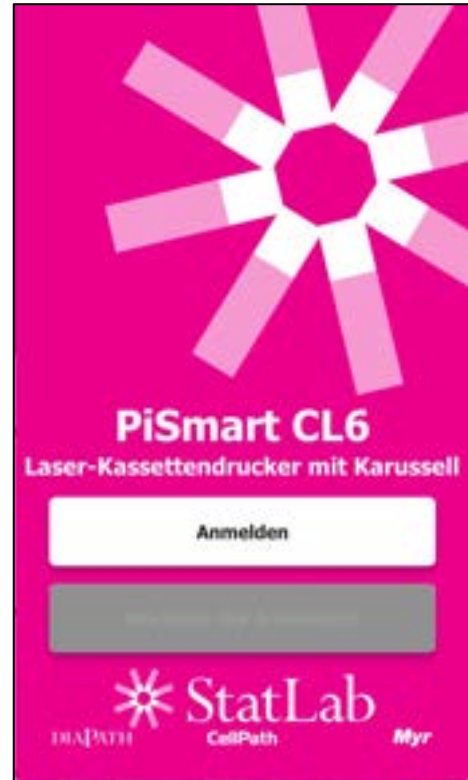 PiSmart CL6
Laser-Kassettendrucker mit Karussell
Anmelden
StatLab
DIAPATH CellPath Myr